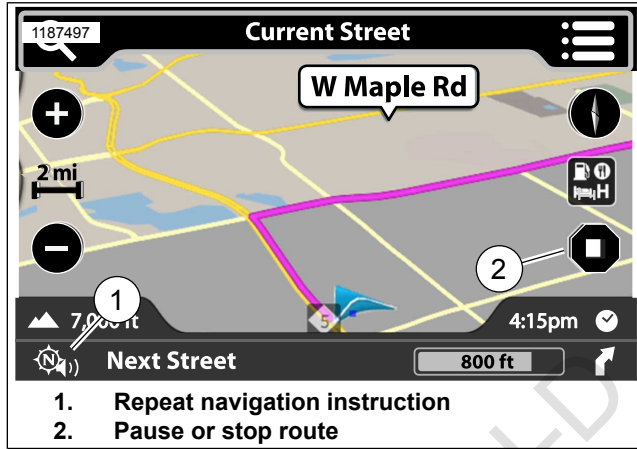 1187497
Current Street
W Maple Rd
2 mi
H
2
1
5
4:15pm
N
Next Street
800 ft
1. Repeat navigation instruction
2. Pause or stop route